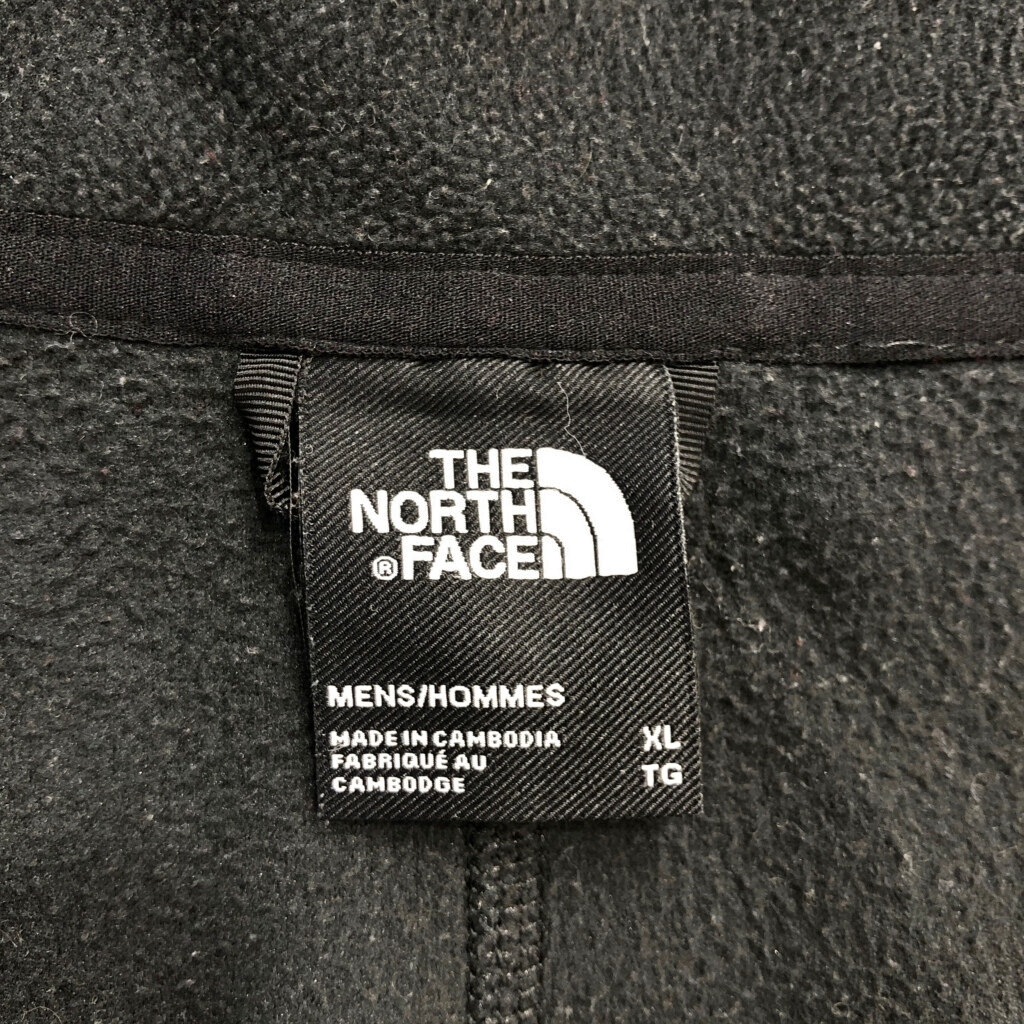 THE
NORTH
®FACE
MENS/HOMMES
MADE IN CAMBODIA XL
FABRIQUÉ AU TG
CAMBODGE